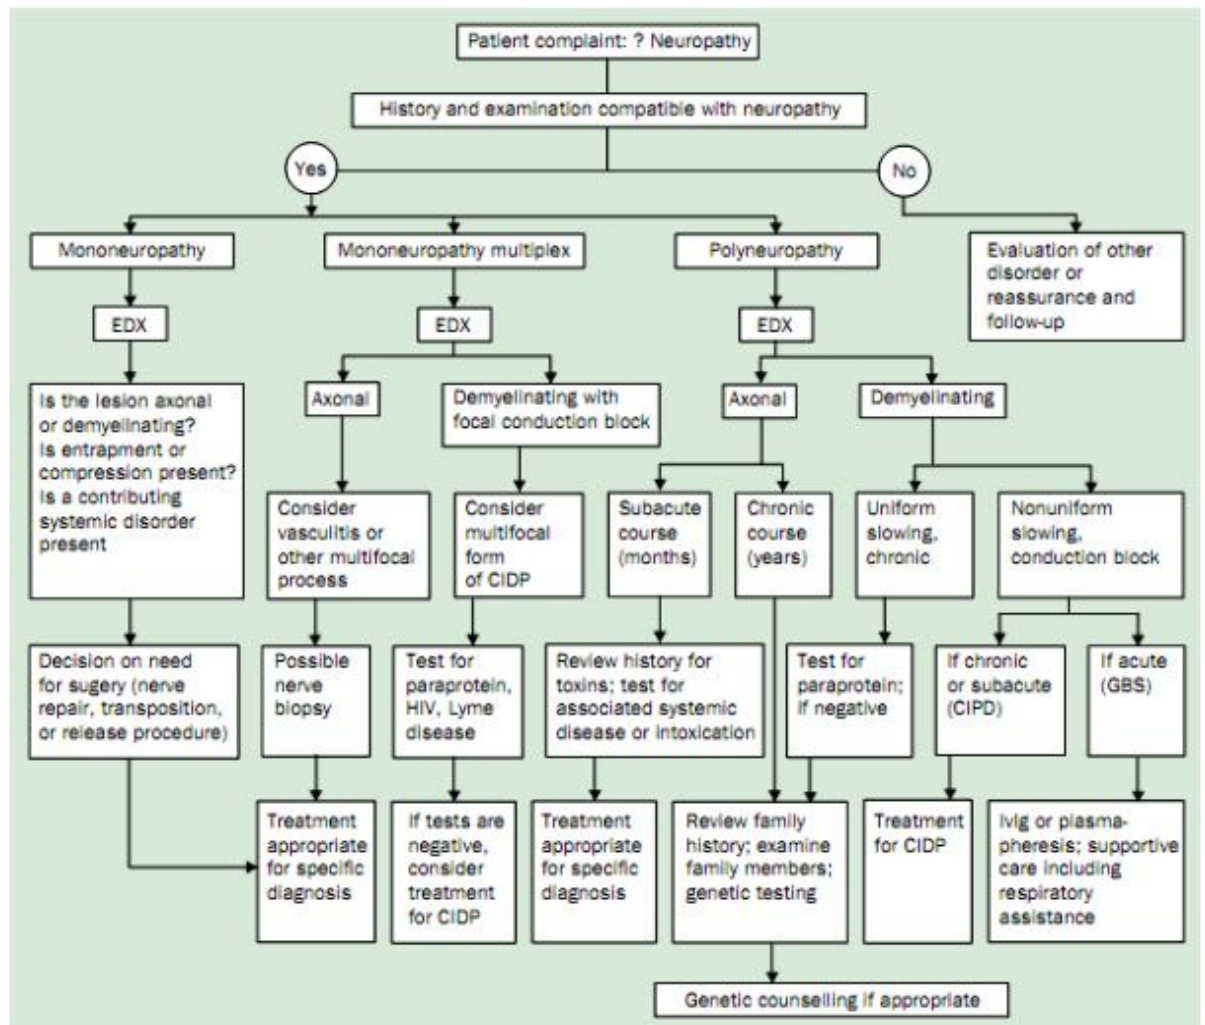 Patient complaint: ? Neuropathy
History and examination compatible with neuropathy
Yes
No
Mononeuropathy
Mononeuropathy multiplex
Polyneuropathy
Evaluation of other
disorder or
reassurance and
follow-up
EDX
EDX
EDX
Is the lesion axonal
or demyelinating?
Is entrapment or
compression present?
Is a contributing
systemic disorder
present
Axonal
Demyelinating with
focal conduction block
Axonal
Demyelinating
Consider
vasculitis or
other multifocal
process
Consider
multifocal
form
of CIDP
Subacute
course
(months)
Chronic
course
(years)
Uniform
slowing,
chronic
Nonuniform
slowing,
conduction block
Decision on need
for sugery (nerve
repair, transposition,
or release procedure)
Possible
nerve
biopsy
Test for
paraprotein,
HIV, Lyme
disease
Review history for
toxins; test for
associated systemic
disease or intoxication
Test for
paraprotein;
if negative
If chronic
or subacute
(CIPD)
If acute
(GBS)
Treatment
appropriate
for specific
diagnosis
If tests are
negative,
consider
treatment
for CIDP
Treatment
appropriate
for specific
diagnosis
Review family
history; examine
family members;
genetic testing
Treatment
for CIDP
IvIg or plasma-
pheresis; supportive
care including
respiratory
assistance
Genetic counselling if appropriate